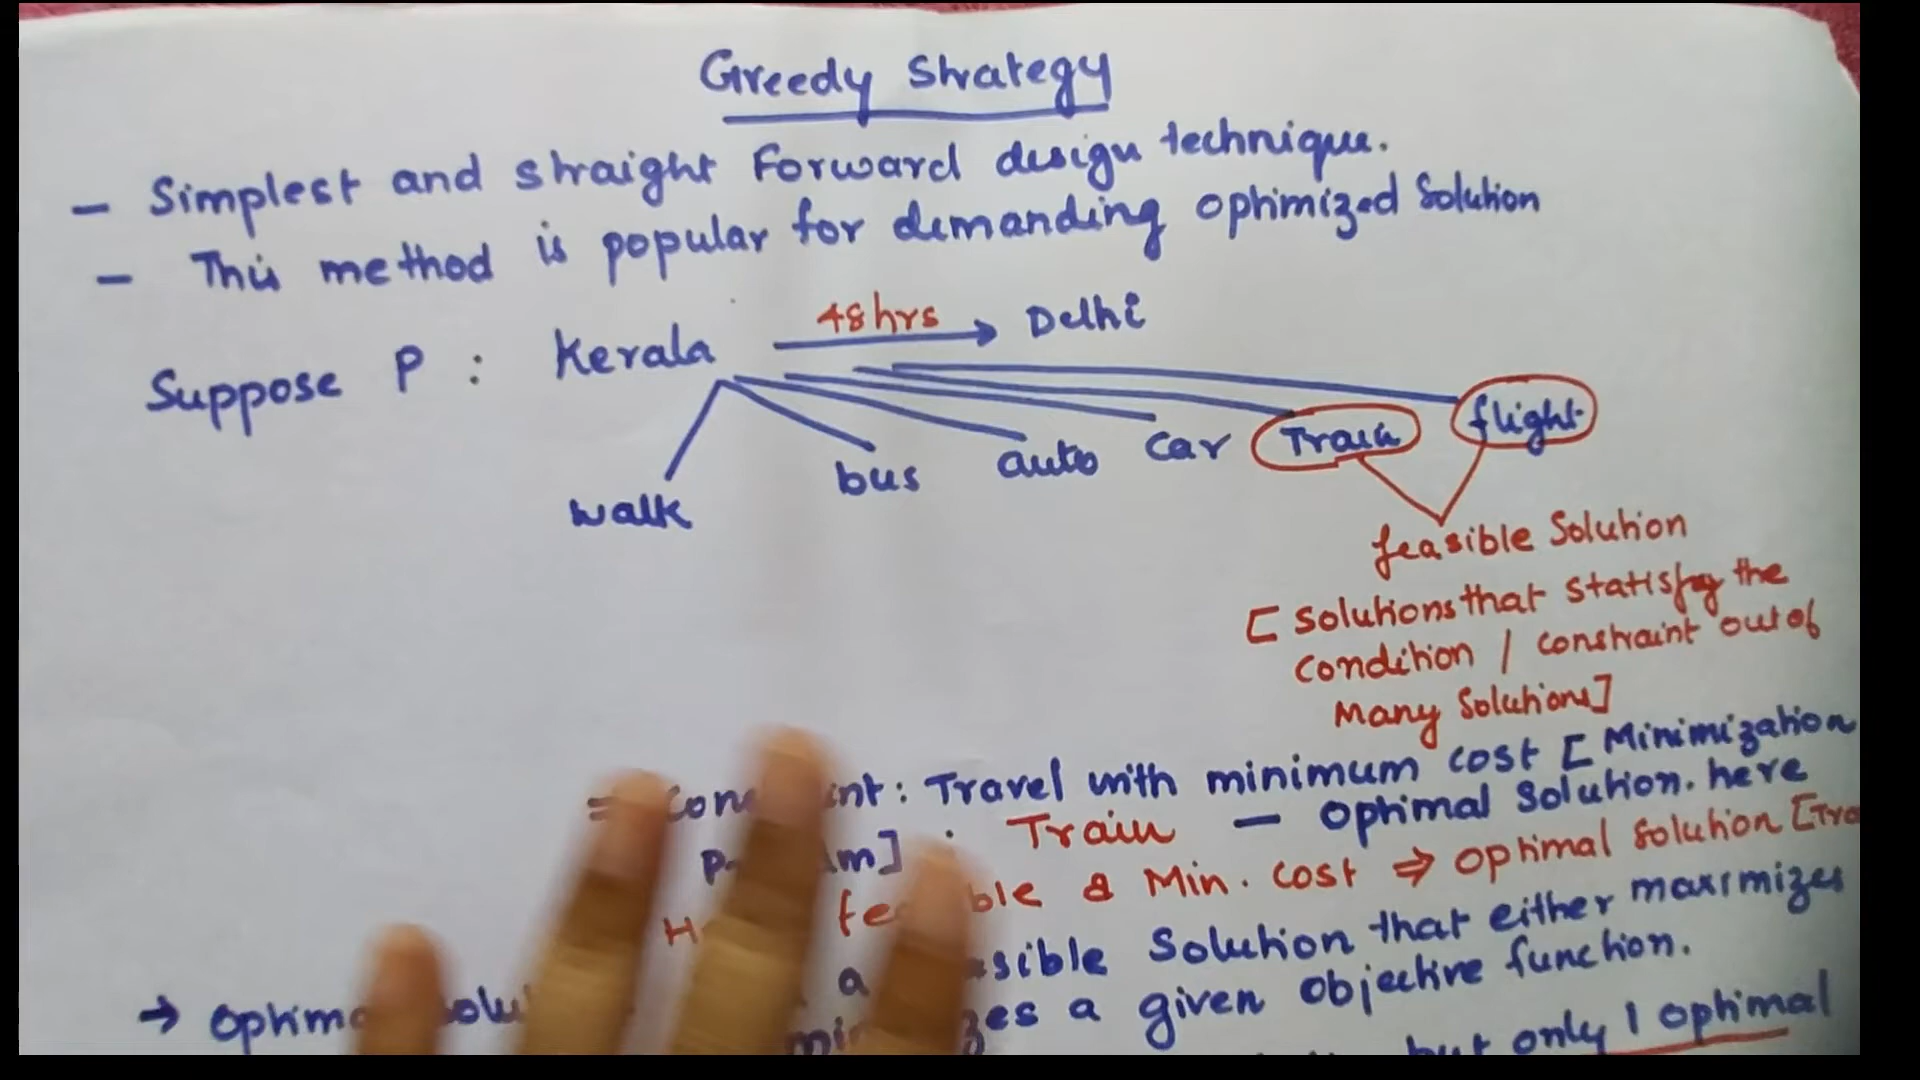 Greedy Strategy
- Simplest and straight Forward design technique.
- This method is popular for demanding optimized Solution
Suppose P : Kerala 48hrs → Delhi
walk bus auto car Train flight
feasible Solution
[ Solutions that statisfy the
condition / constraint out of
Many Solutions]
: Travel with minimum cost [ Minimization
] : Train - optimal Solution. here
& Min. cost ⇒ optimal solution [
→ a Solution that either maximizes
a given objective function.
but only 1 optimal